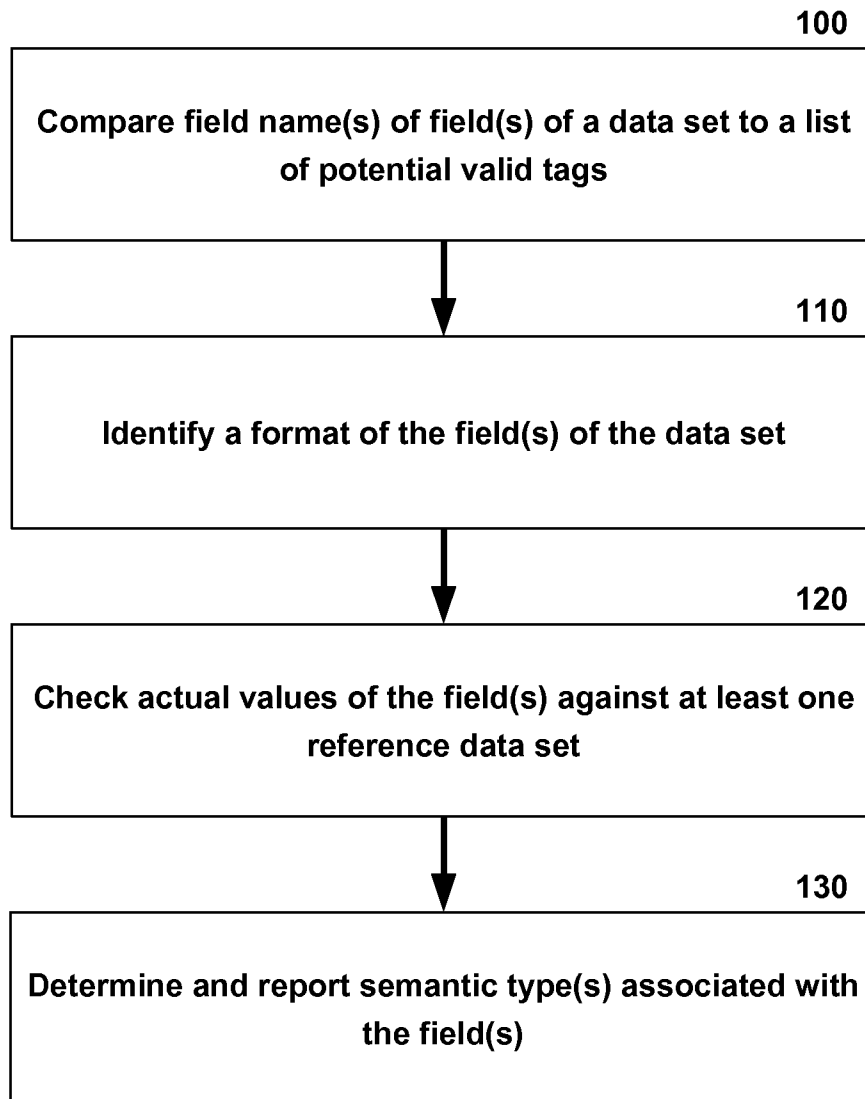 100
Compare field name(s) of field(s) of a data set to a list
of potential valid tags
110
Identify a format of the field(s) of the data set
120
Check actual values of the field(s) against at least one
reference data set
130
Determine and report semantic type(s) associated with
the field(s)